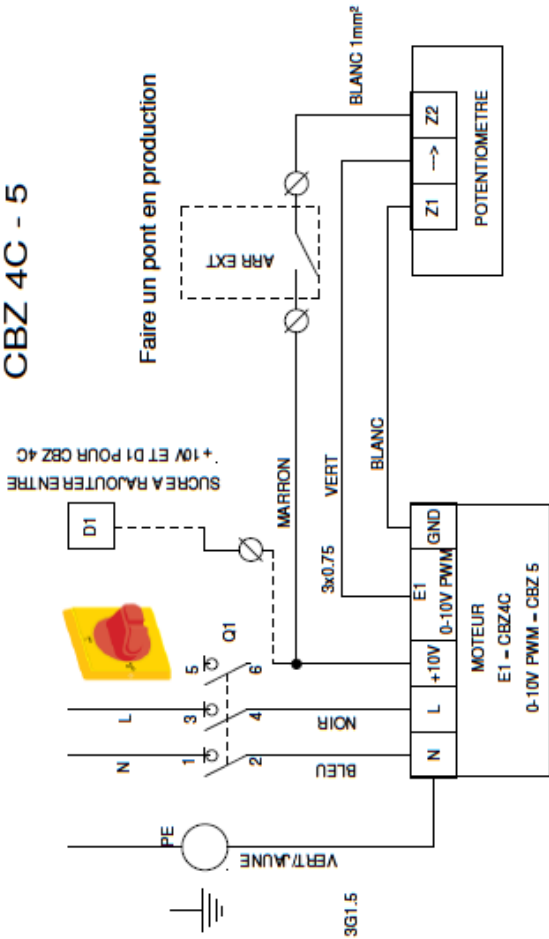 CBZ 4C - 5
Faire un pont en production
SUCRE A RAJOUTER ENTRE
+ 10V ET D1 POUR CBZ 4C
D1
ARR EXT
BLANC 1mm²
Q1
PE
N
L
1
3
5
2
4
6
VERT/JAUNE
BLEU
NOIR
MARRON
VERT
BLANC
3G1.5
3x0.75
N
L
+10V
E1
0-10V PWM
GND
MOTEUR
E1 = CBZ4C
0-10V PWM = CBZ 5
Z1
--->
Z2
POTENTIOMETRE